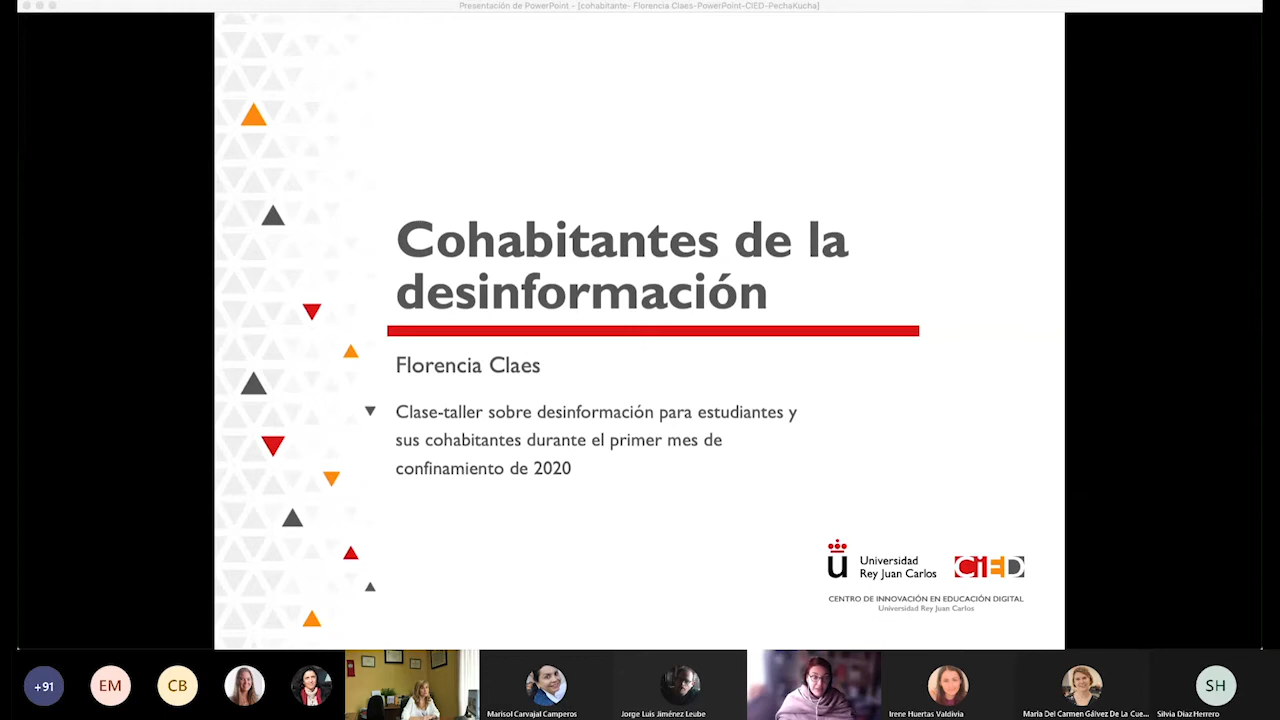 Presentación de PowerPoint - [cohabitante- Florencia Claes-PowerPoint-CIED-PechaKucha]
Cohabitantes de la
desinformación
Florencia Claes
Clase-taller sobre desinformación para estudiantes y
sus cohabitantes durante el primer mes de
confinamiento de 2020
u
Universidad
Rey Juan Carlos
CiED
CENTRO DE INNOVACIÓN EN EDUCACIÓN DIGITAL
Universidad Rey Juan Carlos
+91
EM
CB
SH
Marisol Carvajal Camperos
Jorge Luis Jiménez Leube
Irene Huertas Valdivia
Maria Del Carmen Gálvez De La Cue...
Silvia Díaz Herrero